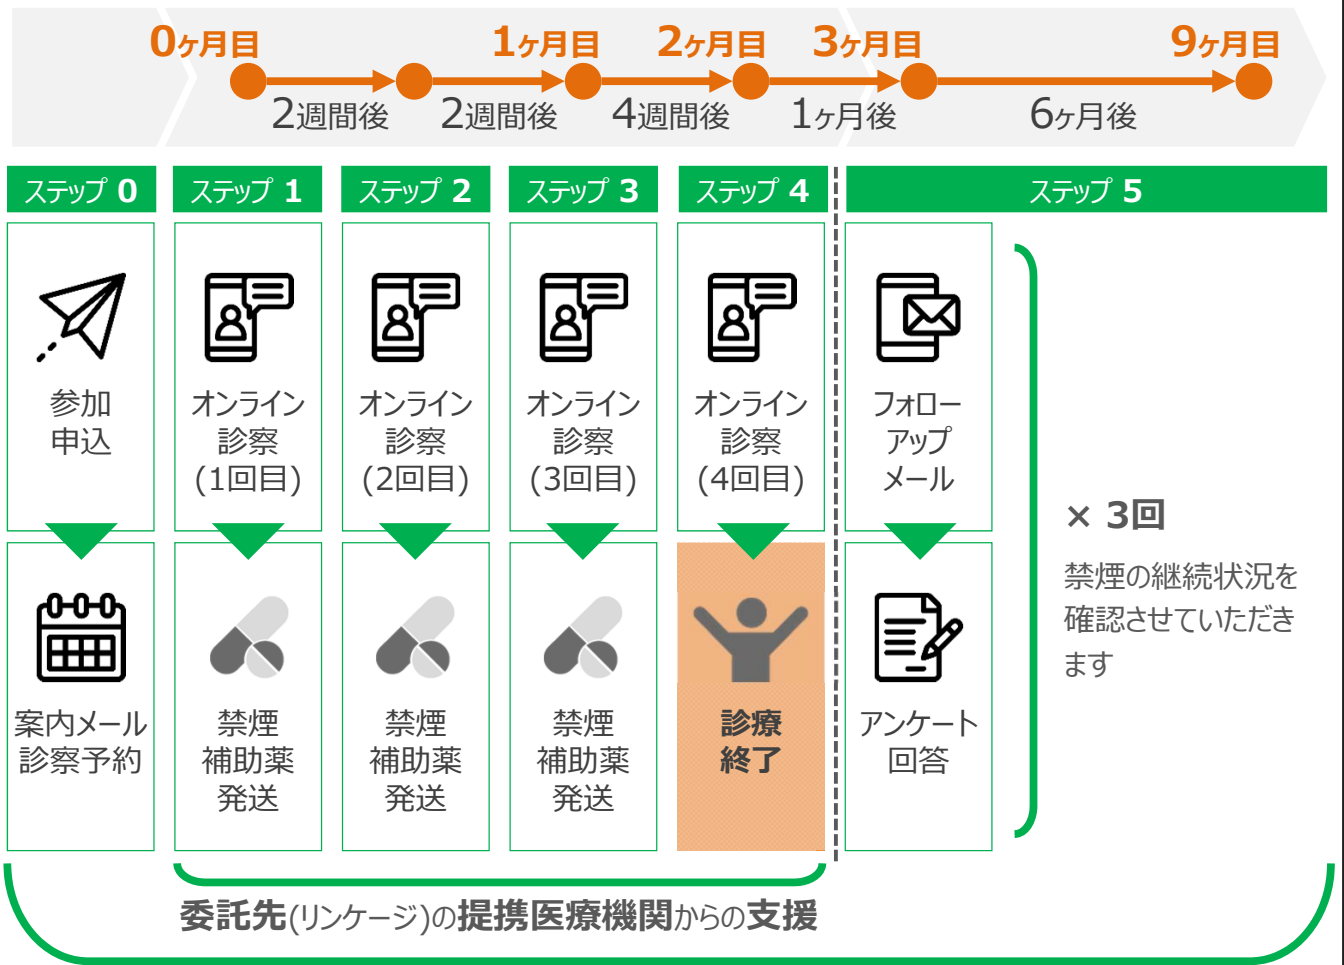 0ヶ月目
1ヶ月目
2ヶ月目
3ヶ月目
9ヶ月目
2週間後
2週間後
4週間後
1ヶ月後
6ヶ月後
ステップ 0
ステップ 1
ステップ 2
ステップ 3
ステップ 4
ステップ 5
参加
申込
オンライン
診察
(1回目)
オンライン
診察
(2回目)
オンライン
診察
(3回目)
オンライン
診察
(4回目)
フォロー
アップ
メール
案内メール
診察予約
禁煙
補助薬
発送
禁煙
補助薬
発送
禁煙
補助薬
発送
診療
終了
アンケート
回答
× 3回
禁煙の継続状況を
確認させていただき
ます
委託先(リンケージ)の提携医療機関からの支援